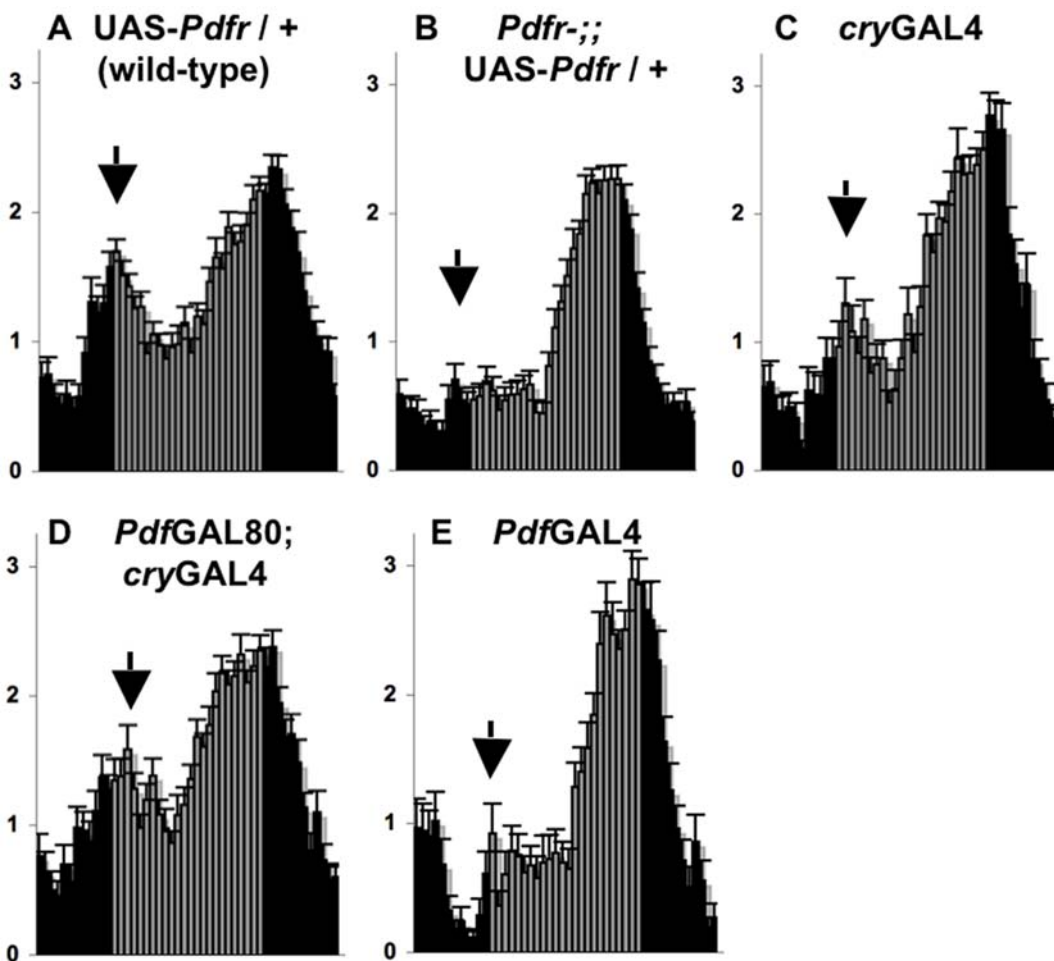 A UAS-Pdfr / +
(wild-type)
3
2
1
0
B Pdfr-;;
UAS-Pdfr / +
3
2
1
0
C cryGAL4
3
2
1
0
D PdfGAL80;
cryGAL4
3
2
1
0
E PdfGAL4
3
2
1
0